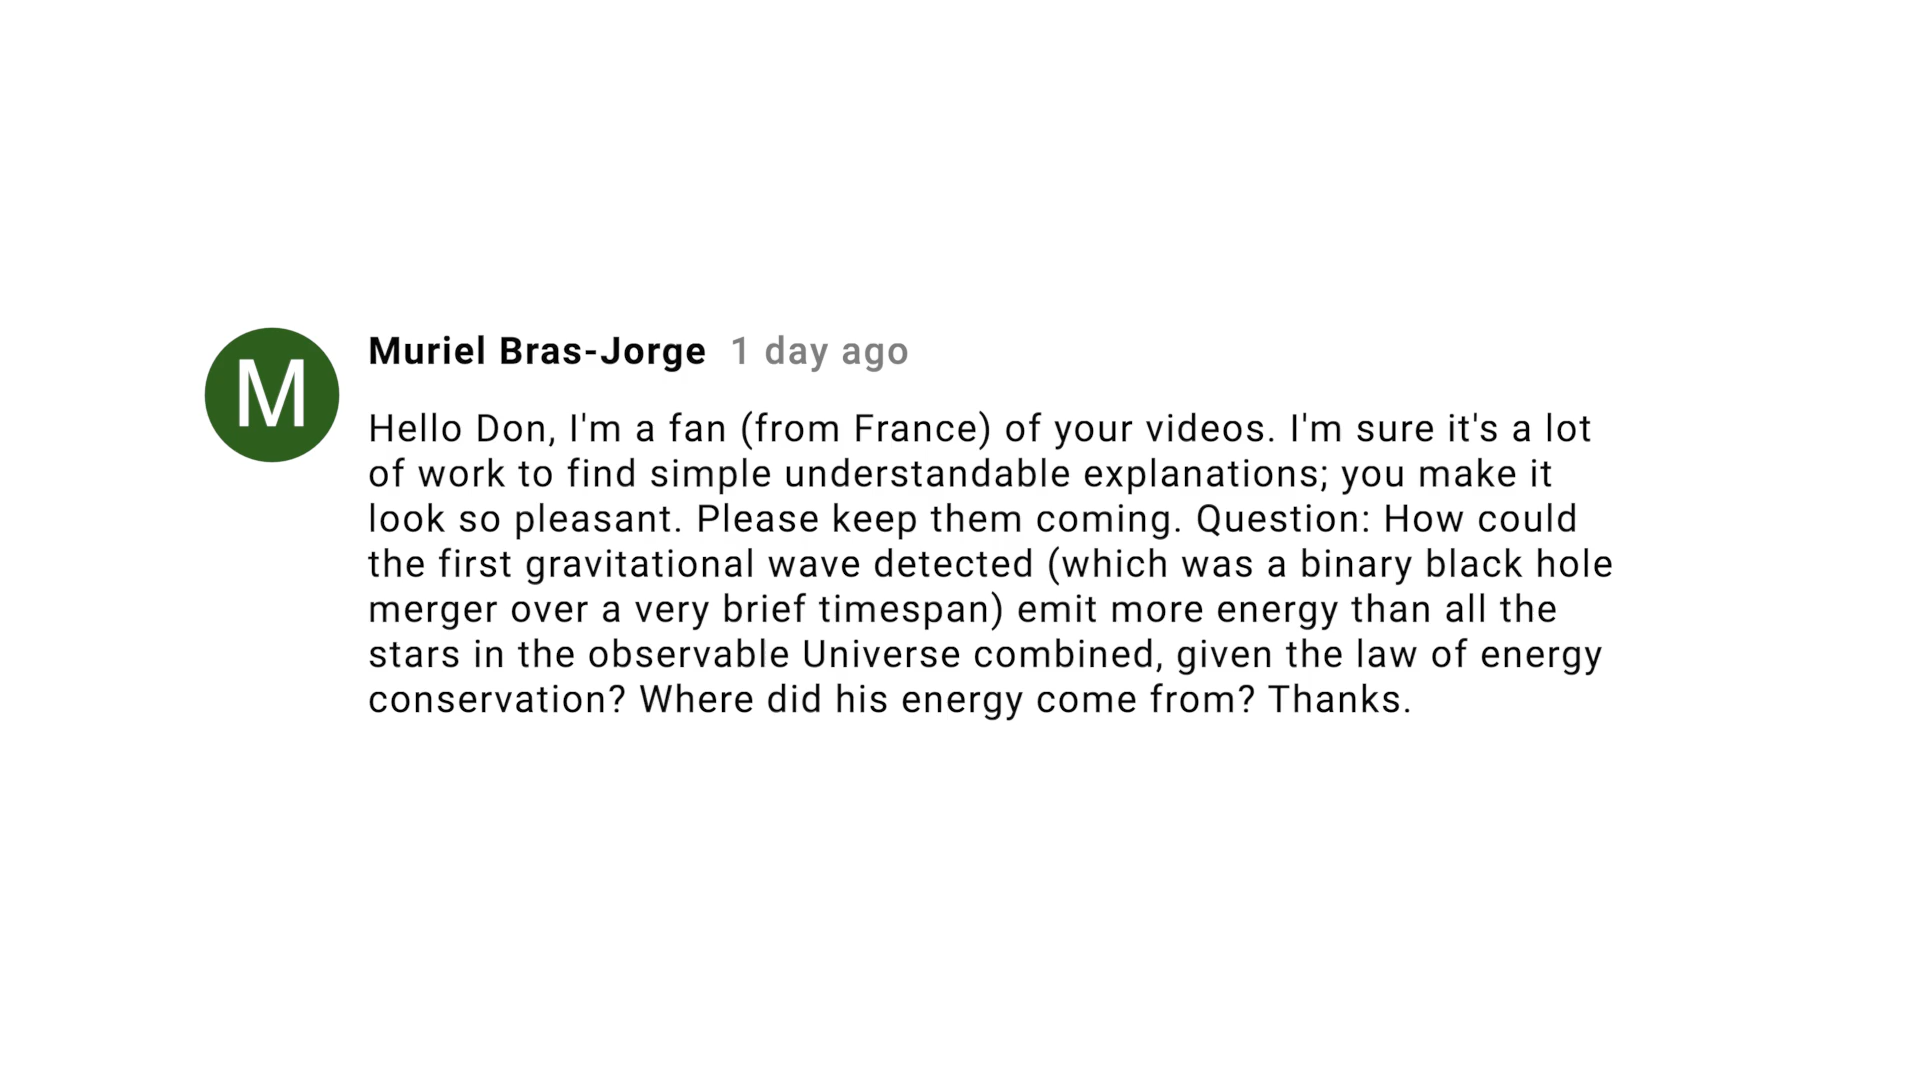 M
Muriel Bras-Jorge 1 day ago
Hello Don, I'm a fan (from France) of your videos. I'm sure it's a lot
of work to find simple understandable explanations; you make it
look so pleasant. Please keep them coming. Question: How could
the first gravitational wave detected (which was a binary black hole
merger over a very brief timespan) emit more energy than all the
stars in the observable Universe combined, given the law of energy
conservation? Where did his energy come from? Thanks.